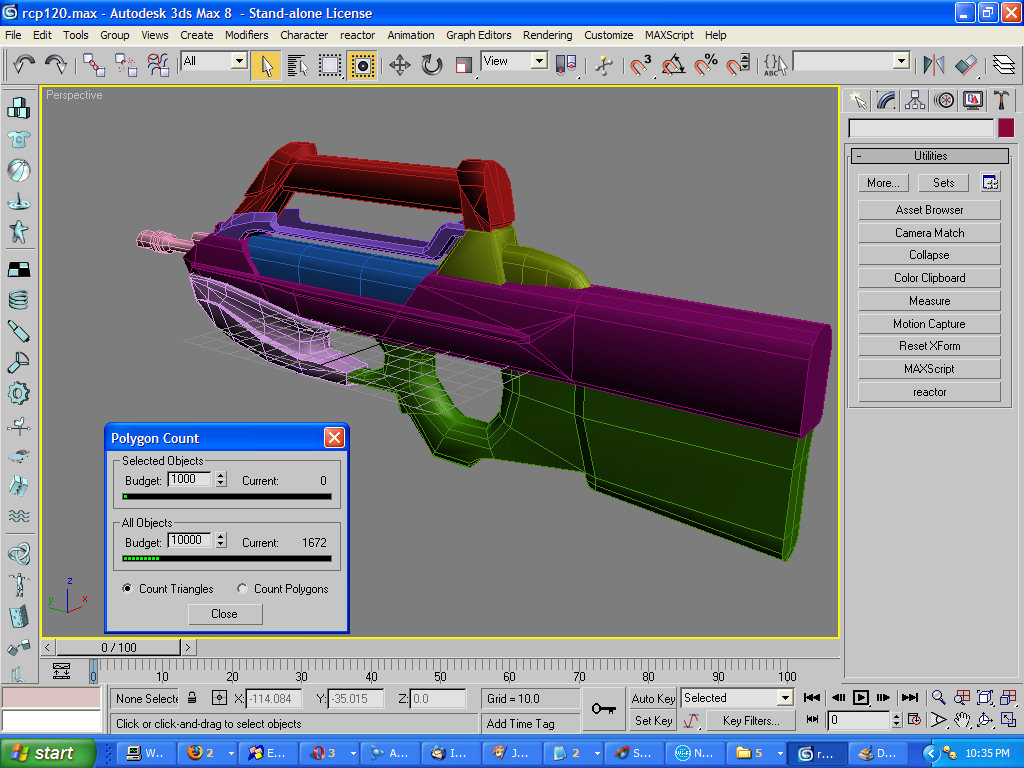 rcp120.max - Autodesk 3ds Max 8 - Stand-alone License
File Edit Tools Group Views Create Modifiers Character reactor Animation Graph Editors Rendering Customize MAXScript Help
All View 3 % {} ABC
Perspective
Utilities
More... Sets
Asset Browser
Camera Match
Collapse
Color Clipboard
Measure
Motion Capture
Reset XForm
MAXScript
reactor
Polygon Count
Selected Objects
Budget: 1000 Current: 0
All Objects
Budget: 10000 Current: 1672
Count Triangles Count Polygons
Close
z
y x
< 0 / 100 >
0 10 20 30 40 50 60 70 80 90 100
None Selecte X: -114.084 Y: -35.015 Z: 0.0 Grid = 10.0 Auto Key Selected
Click or click-and-drag to select objects Add Time Tag Set Key Key Filters... 0
start W... 2 E... 3 A... I... J... 2 S... N... 5 r... D... 10:35 PM